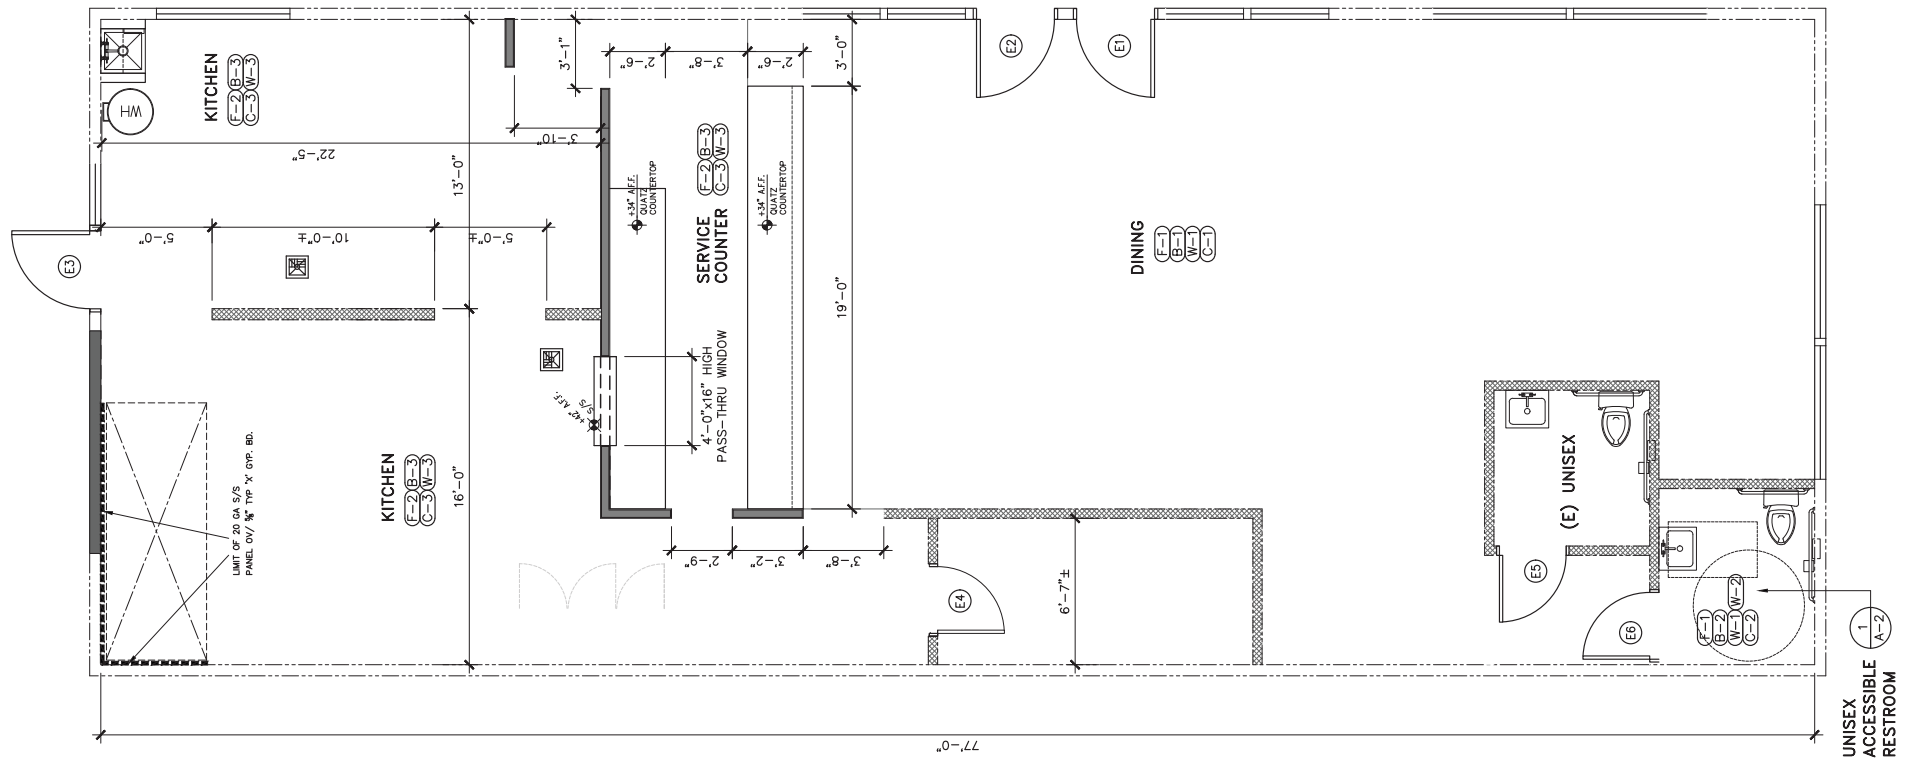 KITCHEN
F-2 B-3
C-3 W-3
WH
22'-5"
13'-0"
3'-10"
3'-1"
2'-6"
3'-8"
2'-6"
3'-0"
E2
E1
E3
5'-0"
10'-0"±
5'-0"±
+34" A.F.F.
QUATZ
COUNTERTOP
SERVICE
COUNTER
F-2 B-3
C-3 W-3
+34" A.F.F.
QUATZ
COUNTERTOP
19'-0"
DINING
F-1
B-1
W-1
C-1
LIMIT OF 20 GA S/S
PANEL OV/ ⅝" TYP 'X' GYP. BD.
KITCHEN
F-2 B-3
C-3 W-3
16'-0"
+42" A.F.F.
S/S
4'-0"x16" HIGH
PASS-THRU WINDOW
2'-9"
3'-2"
3'-8"
E4
6'-7"±
(E) UNISEX
E5
E6
F-1
B-2
W-1 W-2
C-2
1
A-2
UNISEX
ACCESSIBLE
RESTROOM
77'-0"